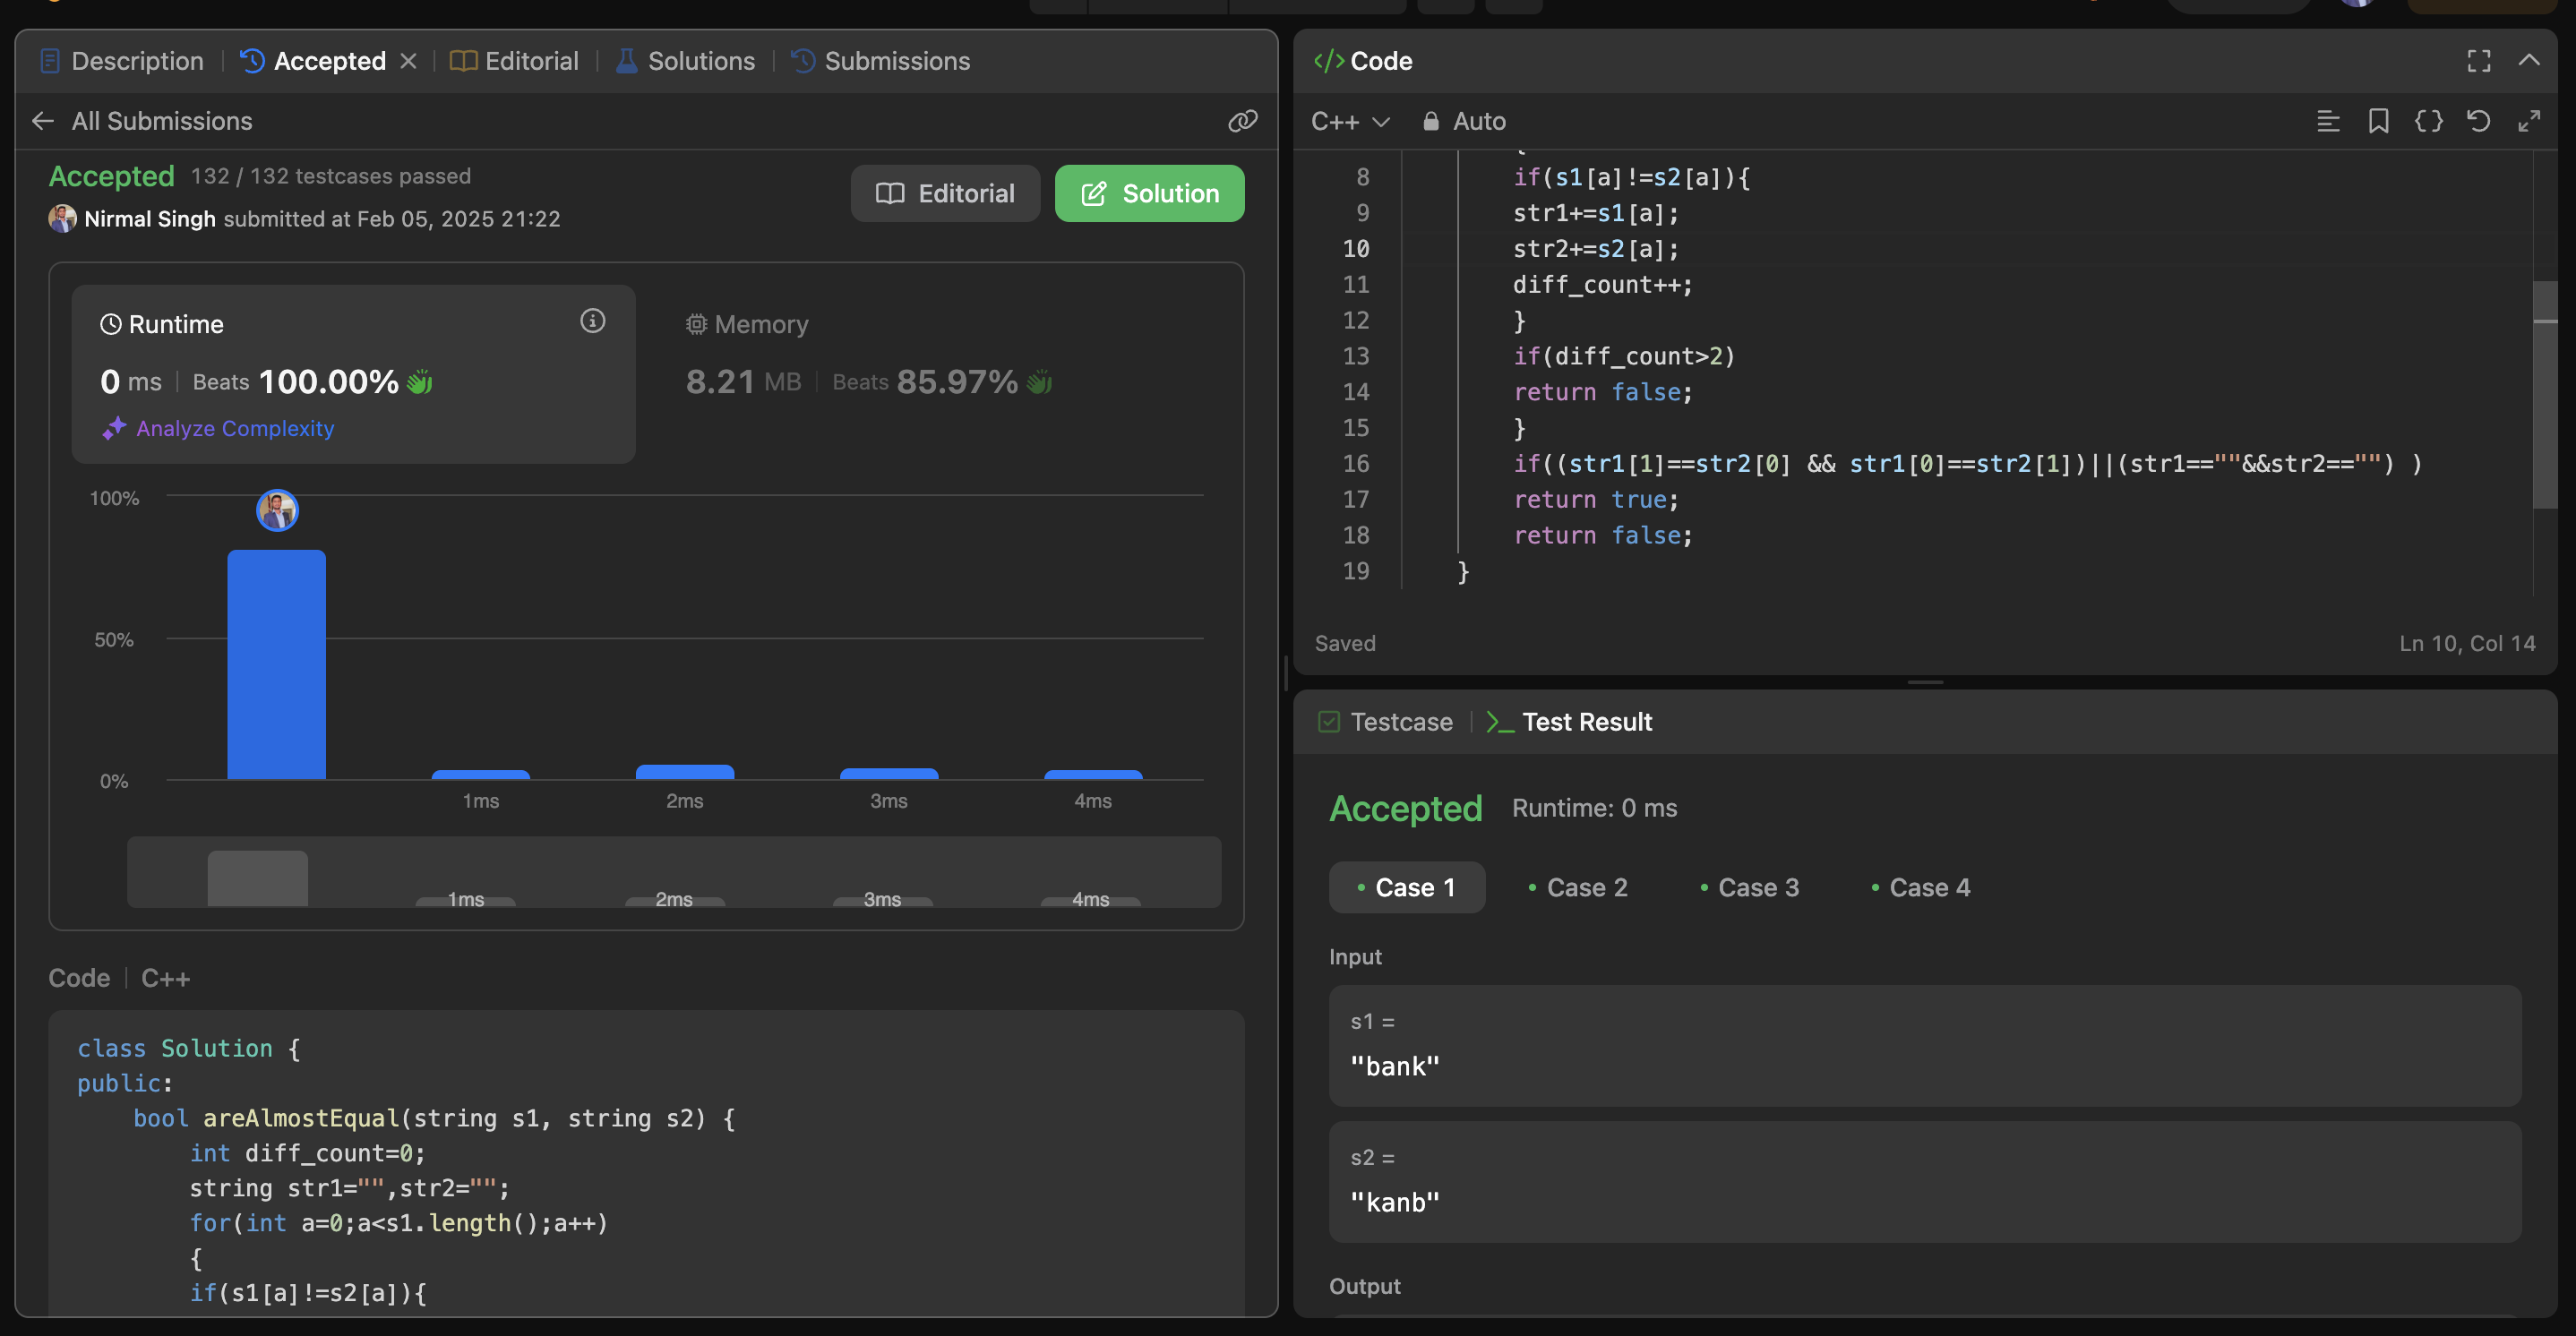 Description
Accepted
Editorial
Solutions
Submissions
All Submissions
Accepted 132 / 132 testcases passed
Nirmal Singh submitted at Feb 05, 2025 21:22
Editorial
Solution
Runtime
0 ms Beats 100.00%
Analyze Complexity
Memory
8.21 MB Beats 85.97%
100%
50%
0%
1ms 2ms 3ms 4ms
1ms 2ms 3ms 4ms
Code C++
class Solution {
public:
bool areAlmostEqual(string s1, string s2) {
int diff_count=0;
string str1="",str2="";
for(int a=0;a<s1.length();a++)
{
if(s1[a]!=s2[a]){
</> Code
C++ Auto
8 if(s1[a]!=s2[a]){
9 str1+=s1[a];
10 str2+=s2[a];
11 diff_count++;
12 }
13 if(diff_count>2)
14 return false;
15 }
16 if((str1[1]==str2[0] && str1[0]==str2[1])||(str1==""&&str2=="") )
17 return true;
18 return false;
19 }
Saved
Ln 10, Col 14
Testcase
Test Result
Accepted Runtime: 0 ms
Case 1
Case 2
Case 3
Case 4
Input
s1 =
"bank"
s2 =
"kanb"
Output